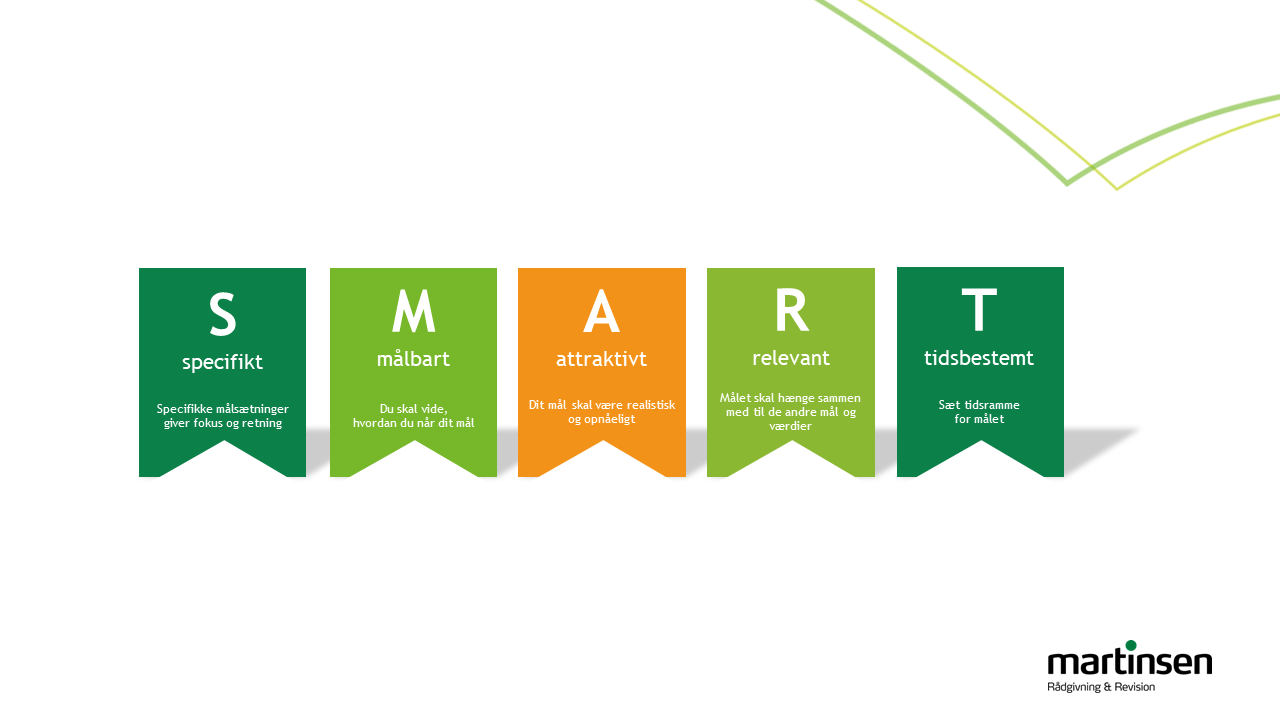 S
specifikt
Specifikke målsætninger
giver fokus og retning
M
målbart
Du skal vide,
hvordan du når dit mål
A
attraktivt
Dit mål skal være realistisk
og opnåeligt
R
relevant
Målet skal hænge sammen
med til de andre mål og
værdier
T
tidsbestemt
Sæt tidsramme
for målet
martinsen
Rådgivning & Revision